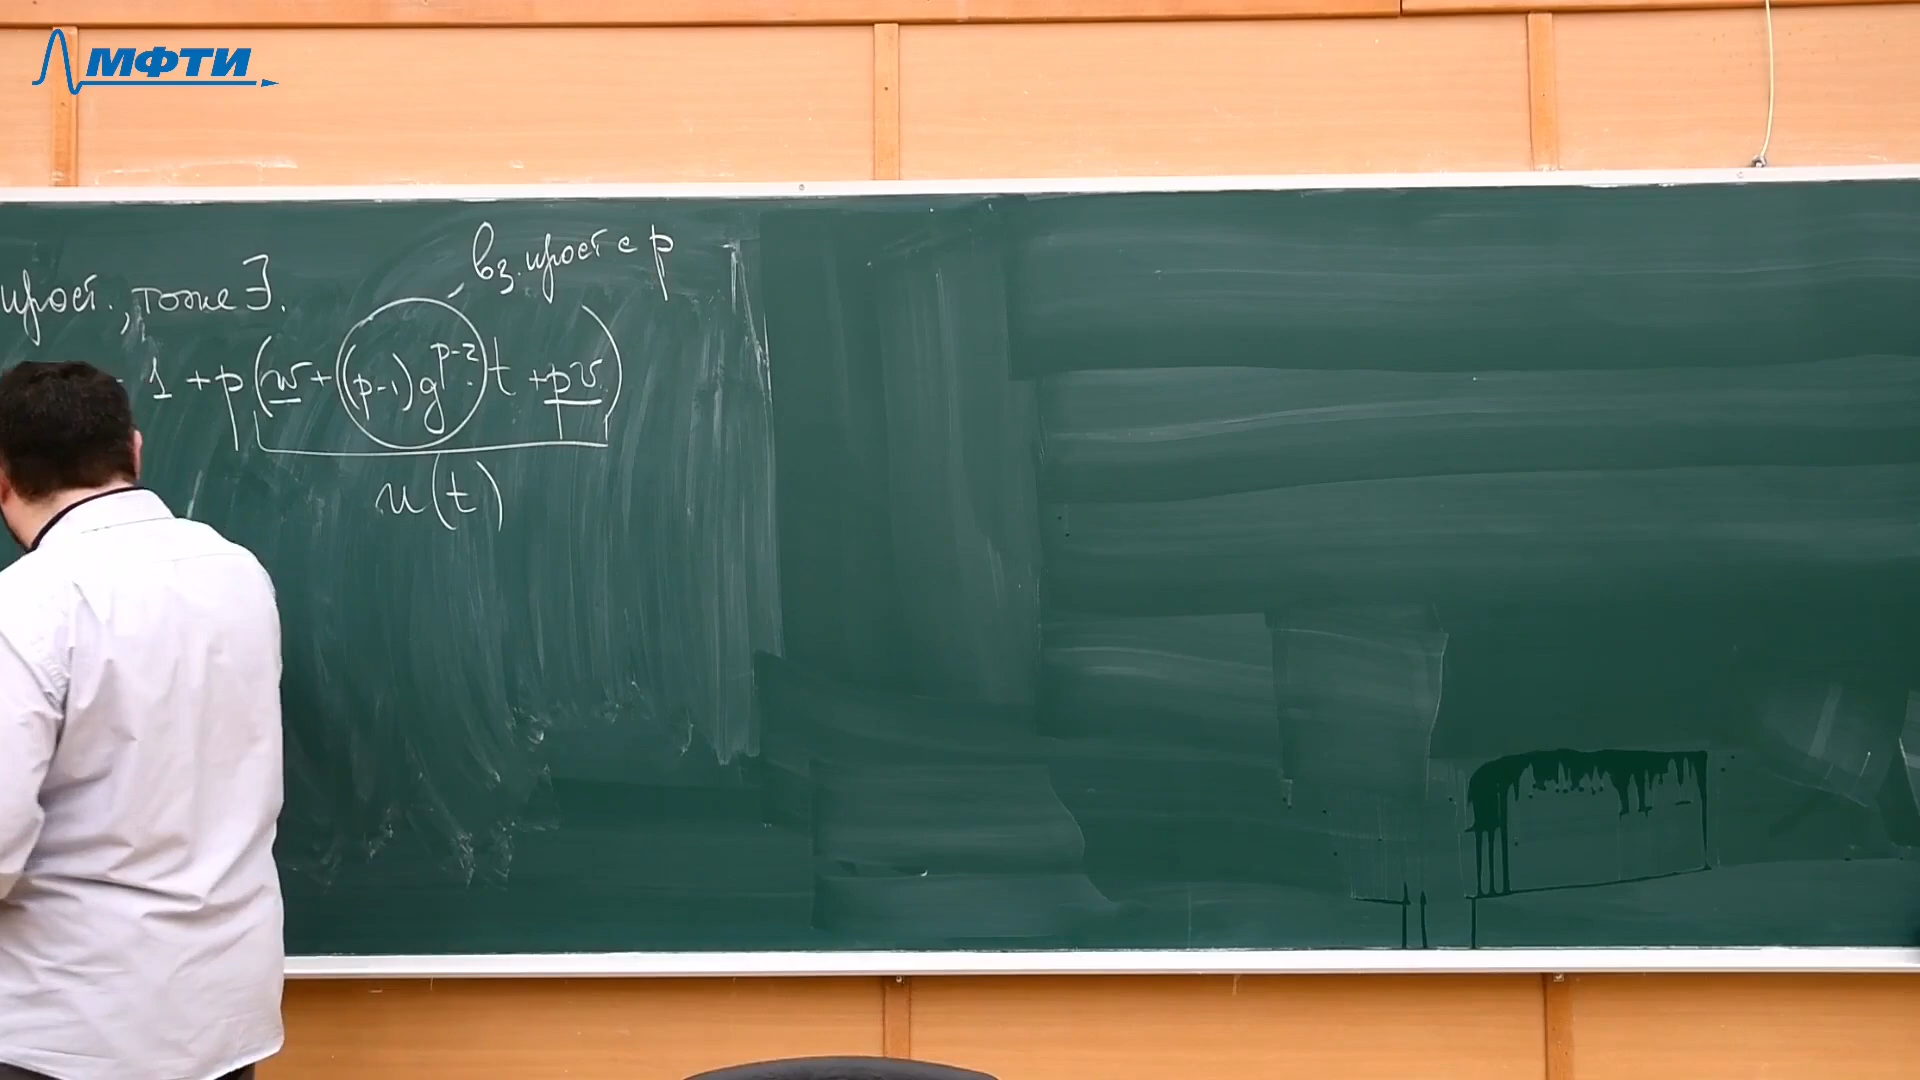 МФТИ
вз. прост с p
прост., тоже ∃.
1 + p(w + (p-1)g^{p-2}·t + pv)
u(t)